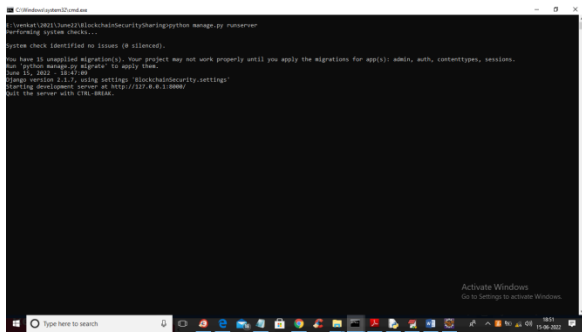 C:\Windows\system32\cmd.exe
E:\venkat\2021\June22\BlockchainSecuritySharing>python manage.py runserver
Performing system checks...
System check identified no issues (0 silenced).
You have 15 unapplied migration(s). Your project may not work properly until you apply the migrations for app(s): admin, auth, contenttypes, sessions.
Run 'python manage.py migrate' to apply them.
June 15, 2022 - 18:47:09
Django version 2.1.7, using settings 'BlockchainSecurity.settings'
Starting development server at http://127.0.0.1:8000/
Quit the server with CTRL-BREAK.
Activate Windows
Go to Settings to activate Windows.
Type here to search
18:51
15-06-2022